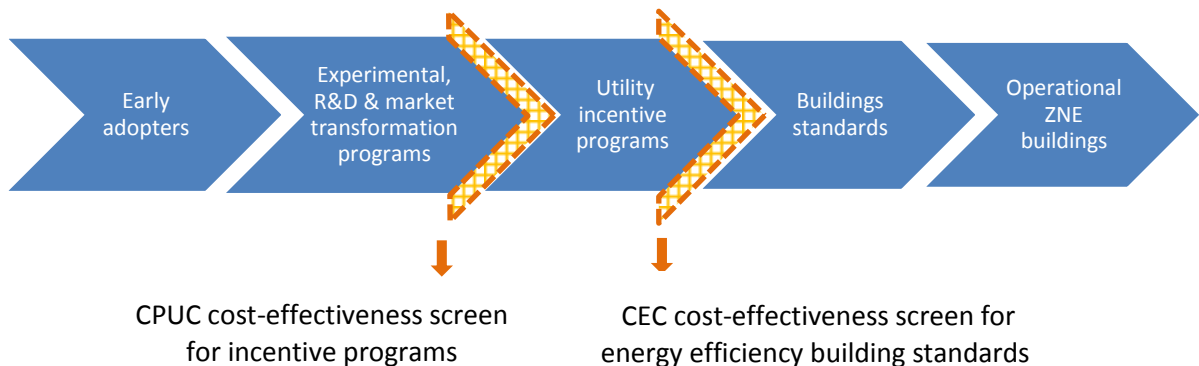 Early
adopters
Experimental,
R&D & market
transformation
programs
Utility
incentive
programs
Buildings
standards
Operational
ZNE
buildings
CPUC cost-effectiveness screen
for incentive programs
CEC cost-effectiveness screen for
energy efficiency building standards